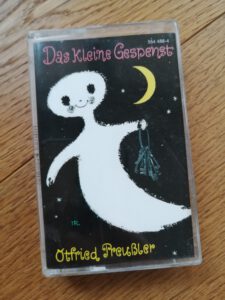 Das kleine Gespenst
Otfried Preußler